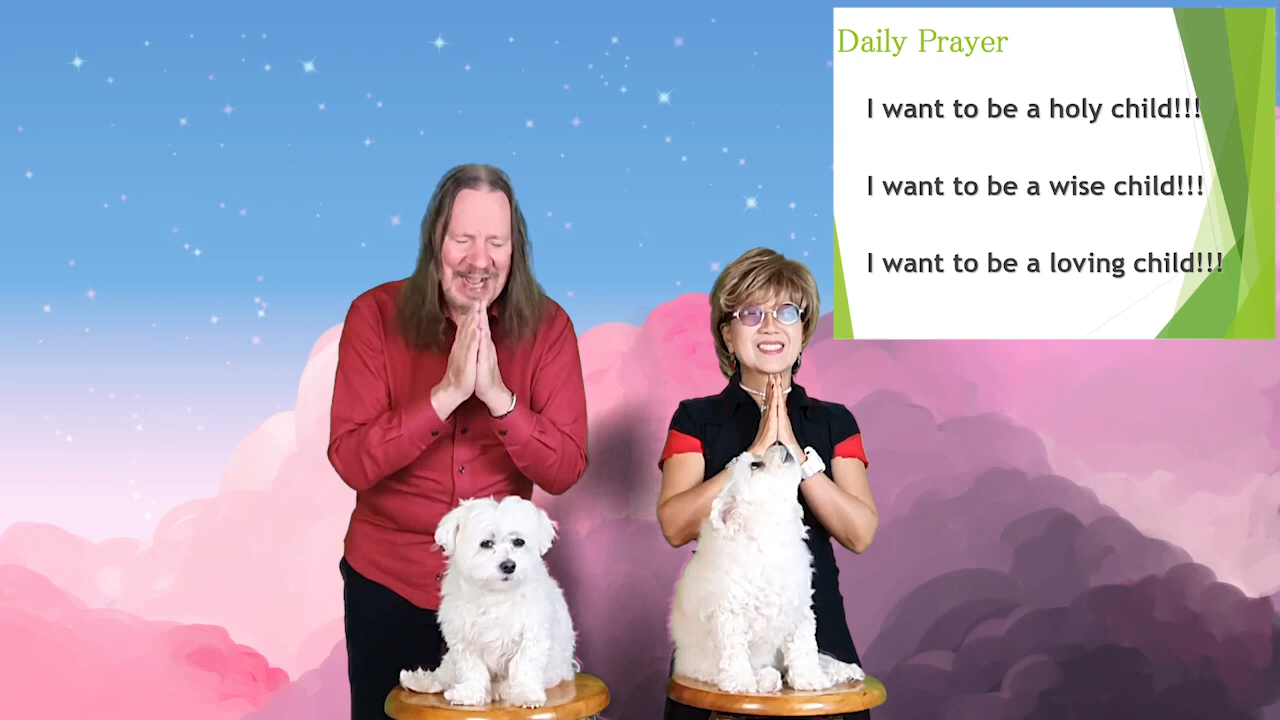 Daily Prayer
I want to be a holy child!!!
I want to be a wise child!!!
I want to be a loving child!!!